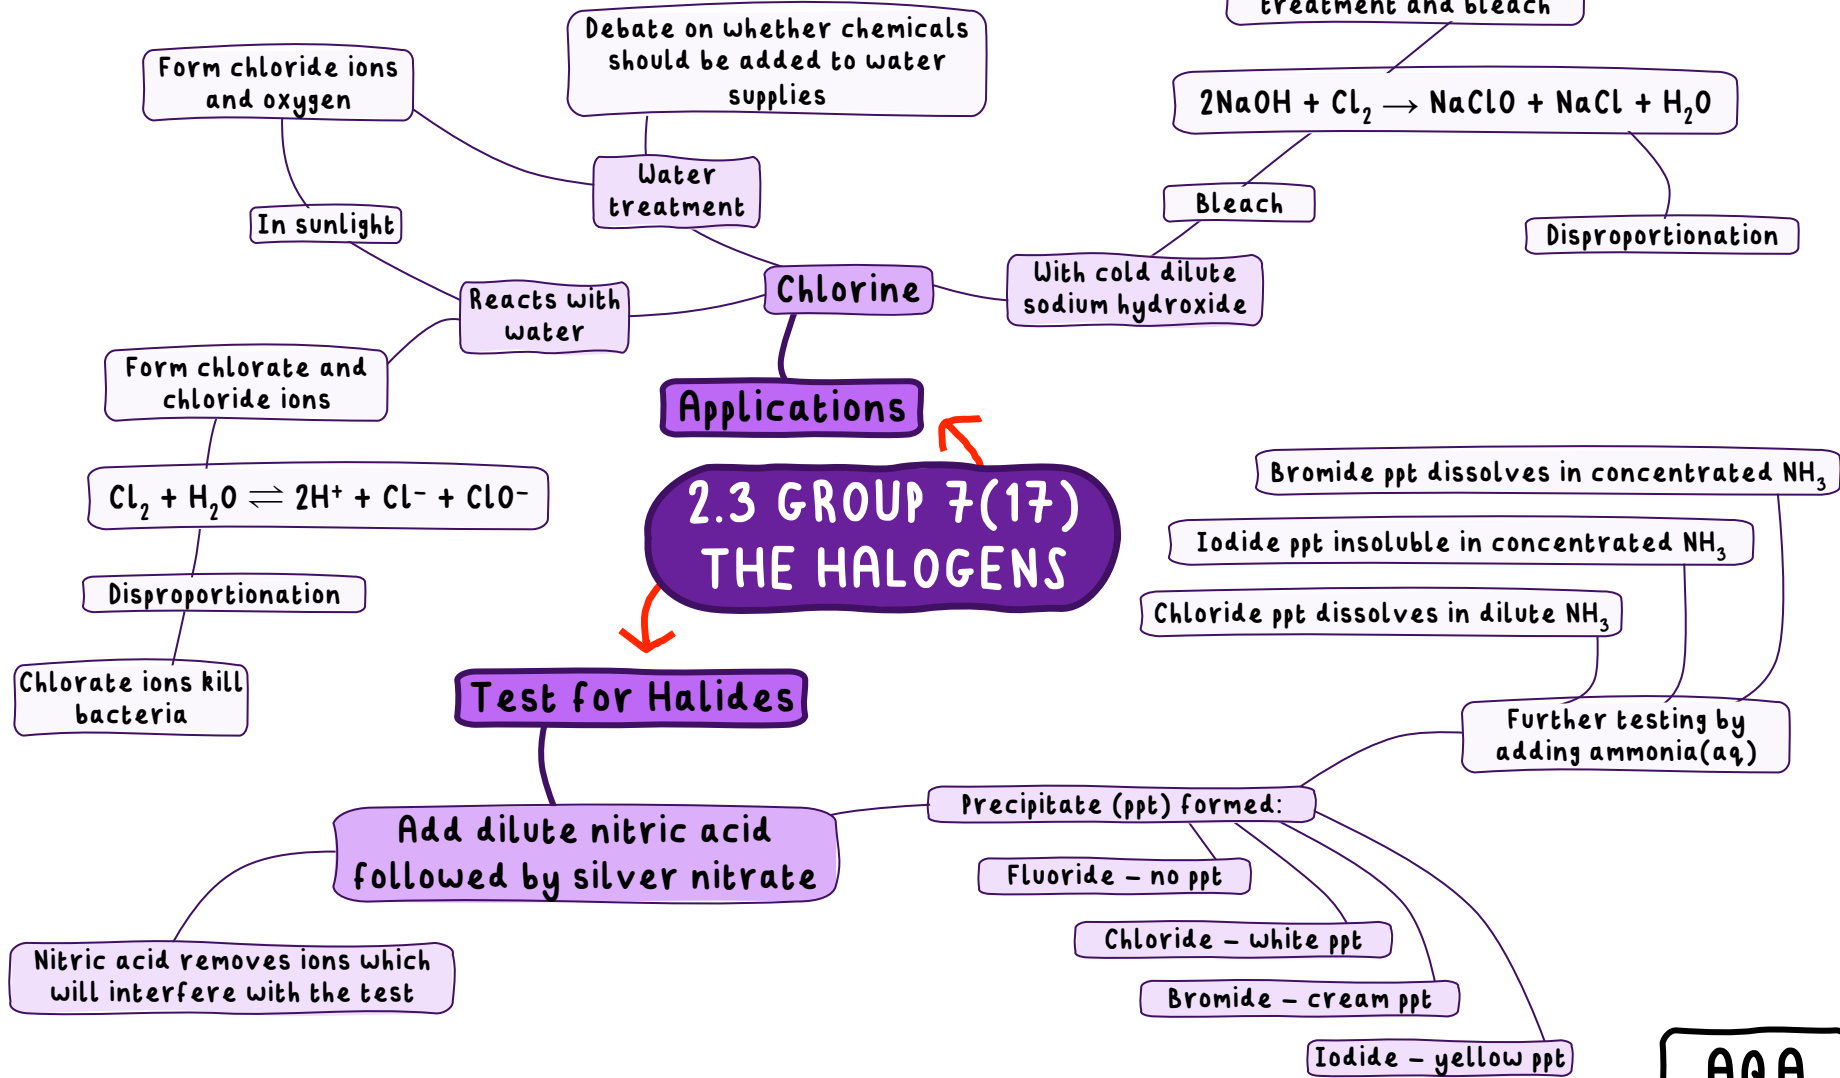 treatment and bleach
Debate on whether chemicals
should be added to water
supplies
Form chloride ions
and oxygen
2NaOH + Cl₂ → NaClO + NaCl + H₂O
Water
treatment
Bleach
In sunlight
Disproportionation
With cold dilute
sodium hydroxide
Chlorine
Reacts with
water
Form chlorate and
chloride ions
Applications
Cl₂ + H₂O ⇌ 2H⁺ + Cl⁻ + ClO⁻
2.3 GROUP 7(17)
THE HALOGENS
Bromide ppt dissolves in concentrated NH₃
Iodide ppt insoluble in concentrated NH₃
Chloride ppt dissolves in dilute NH₃
Disproportionation
Chlorate ions kill
bacteria
Test for Halides
Further testing by
adding ammonia(aq)
Add dilute nitric acid
followed by silver nitrate
Precipitate (ppt) formed:
Fluoride – no ppt
Chloride – white ppt
Bromide – cream ppt
Iodide – yellow ppt
Nitric acid removes ions which
will interfere with the test
AQA